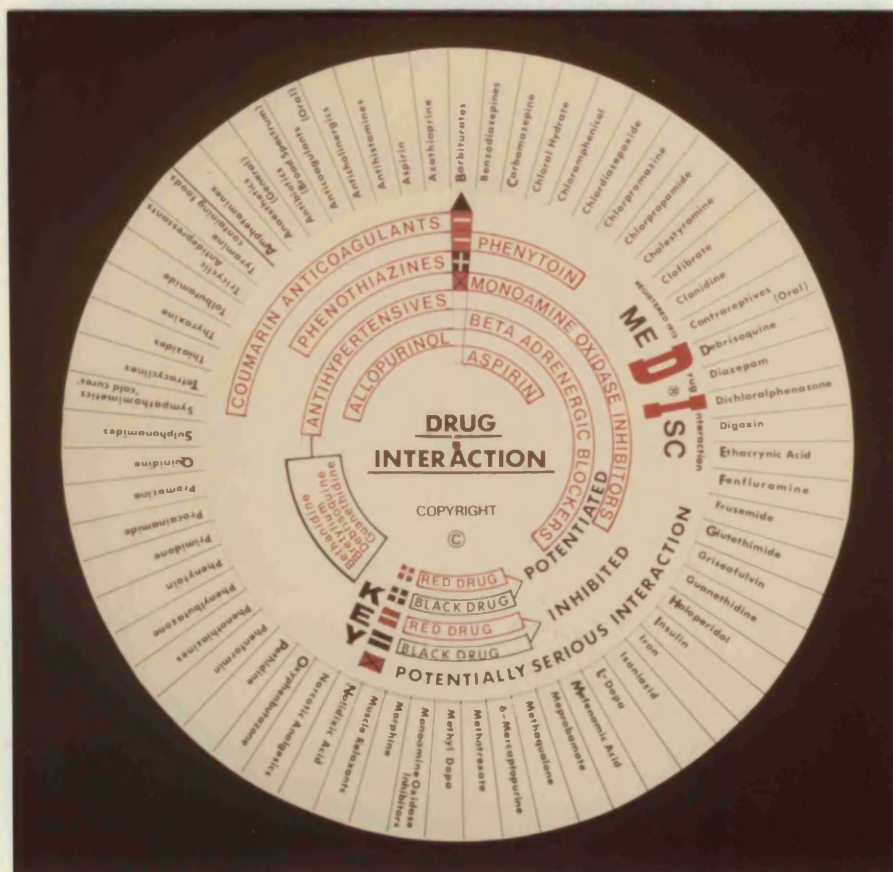 Barbiturates
Benzodiazepines
Carbamazepine
Chloral Hydrate
Chloramphenicol
Chlordiazepoxide
Chlorpromazine
Chlorpropamide
Cholestyramine
Clofibrate
Clonidine
Contraceptives (Oral)
Debrisoquine
Diazepam
Dichloralphenazone
Digoxin
Ethacrynic Acid
Fenfluramine
Frusemide
Glutethimide
Griseofulvin
Guanethidine
Haloperidol
Insulin
Iron
Isoniazid
L-Dopa
Mefenamic Acid
Meprobamate
Methaqualone
6-Mercaptopurine
Methotrexate
Methyl Dopa
Monoamine Oxidase
Inhibitors
Morphine
Muscle Relaxants
Nalidixic Acid
Narcotic Analgesics
Oxyphenbutazone
Pethidine
Phenformin
Phenothiazines
Phenylbutazone
Phenytoin
Primidone
Procainamide
Promazine
Quinidine
Sulphonamides
Sympathomimetics
'cold cures'
Tetracyclines
Thiazides
Thyroxine
Tolbutamide
Tricyclic
Antidepressants
Tyramine
containing foods
Amphetamines
Anaesthetics
(General)
Antibiotics
(Broad Spectrum)
Anticoagulants (Oral)
Anticholinergics
Antihistamines
Aspirin
Azathioprine
COUMARIN ANTICOAGULANTS
PHENYTOIN
PHENOTHIAZINES
MONOAMINE OXIDASE INHIBITORS
ANTIHYPERTENSIVES
BETA ADRENERGIC BLOCKERS
ALLOPURINOL
ASPIRIN
Bethanidine
Bretylium
Debrisoquine
Guanethidine
MEDISC
®
Drug Interaction
DRUG
INTERACTION
COPYRIGHT
©
KEY
RED DRUG
BLACK DRUG
POTENTIATED
RED DRUG
BLACK DRUG
INHIBITED
POTENTIALLY SERIOUS INTERACTION